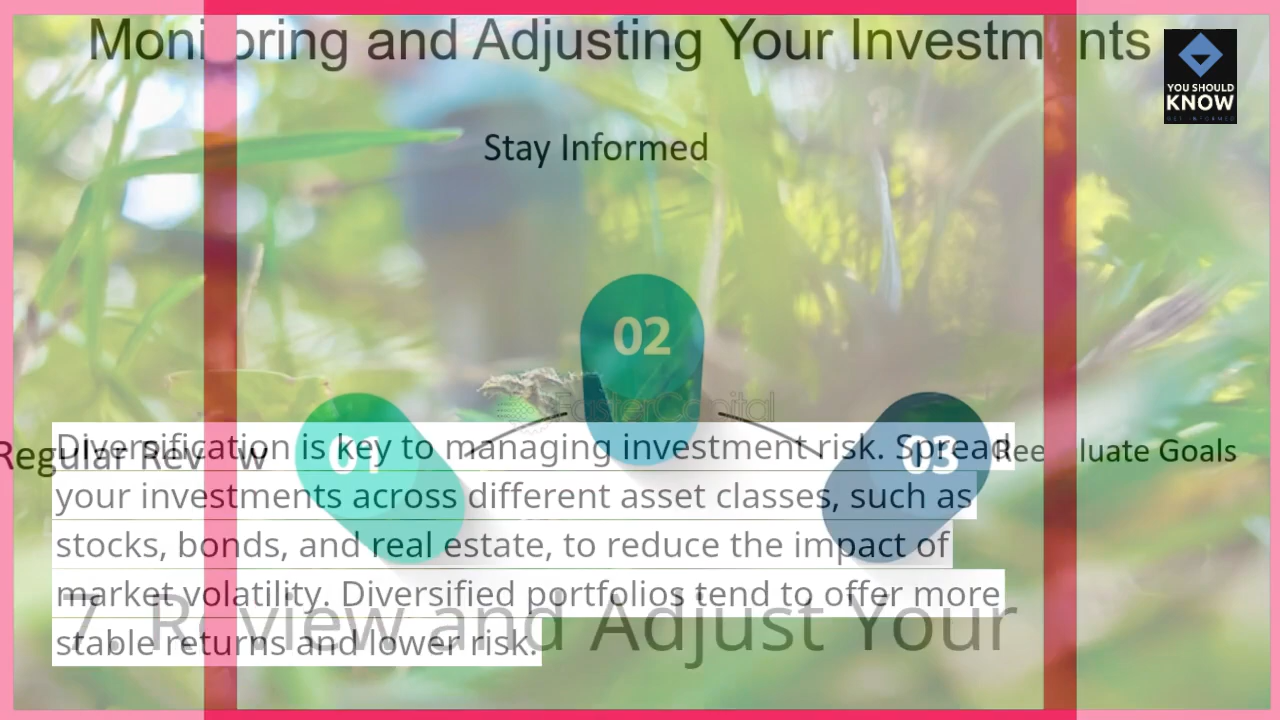 Monitoring and Adjusting Your Investments
YOU SHOULD
KNOW
GET INFORMED
Stay Informed
02
FasterCapital
01
03
Regular Review
Reevaluate Goals
Diversification is key to managing investment risk. Spread
your investments across different asset classes, such as
stocks, bonds, and real estate, to reduce the impact of
market volatility. Diversified portfolios tend to offer more
stable returns and lower risk.
7. Review and Adjust Your